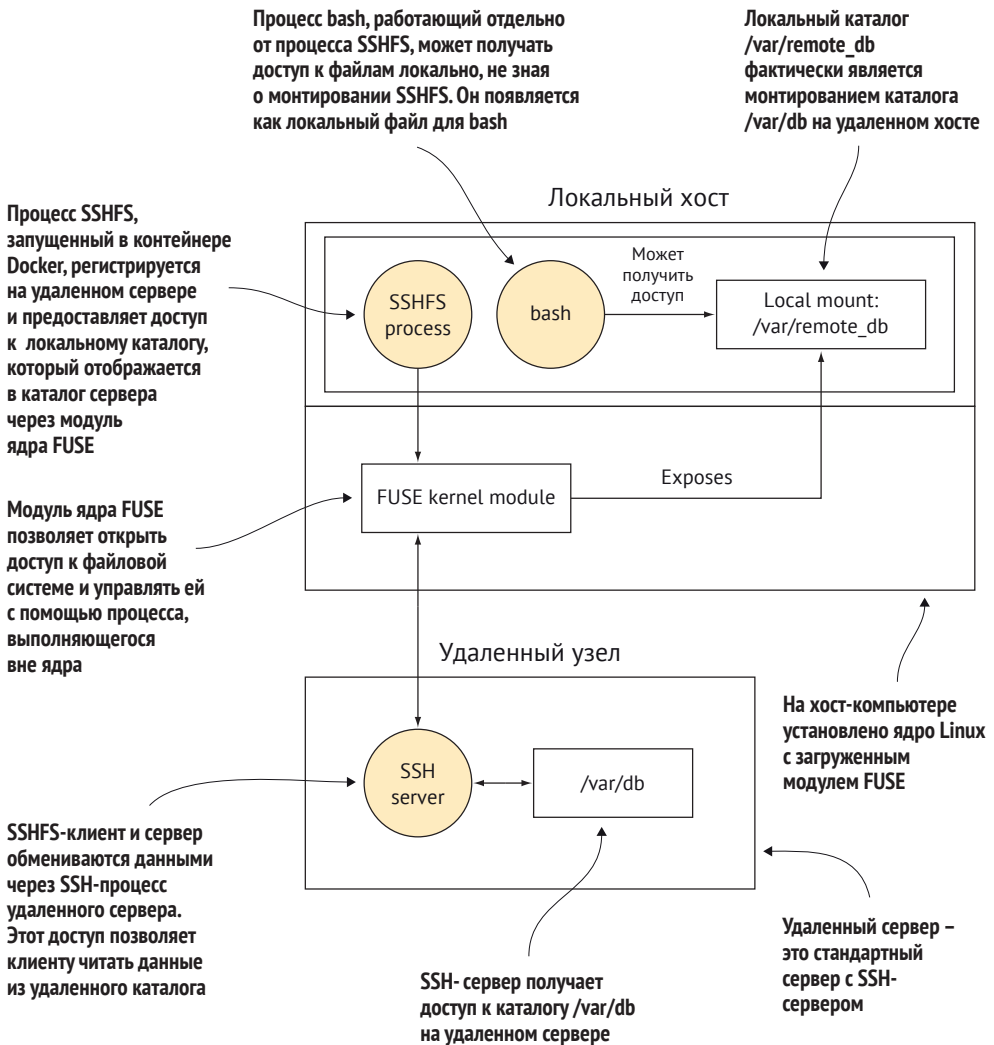 Процесс bash, работающий отдельно
от процесса SSHFS, может получать
доступ к файлам локально, не зная
о монтировании SSHFS. Он появляется
как локальный файл для bash
Локальный каталог
/var/remote_db
фактически является
монтированием каталога
/var/db на удаленном хосте
Процесс SSHFS,
запущенный в контейнере
Docker, регистрируется
на удаленном сервере
и предоставляет доступ
к локальному каталогу,
который отображается
в каталог сервера
через модуль
ядра FUSE
Локальный хост
SSHFS
process
bash
Может
получить
доступ
Local mount:
/var/remote_db
Модуль ядра FUSE
позволяет открыть
доступ к файловой
системе и управлять ей
с помощью процесса,
выполняющегося
вне ядра
FUSE kernel module
Exposes
На хост-компьютере
установлено ядро Linux
с загруженным
модулем FUSE
Удаленный узел
SSH
server
/var/db
SSHFS-клиент и сервер
обмениваются данными
через SSH-процесс
удаленного сервера.
Этот доступ позволяет
клиенту читать данные
из удаленного каталога
SSH- сервер получает
доступ к каталогу /var/db
на удаленном сервере
Удаленный сервер –
это стандартный
сервер с SSH-
сервером